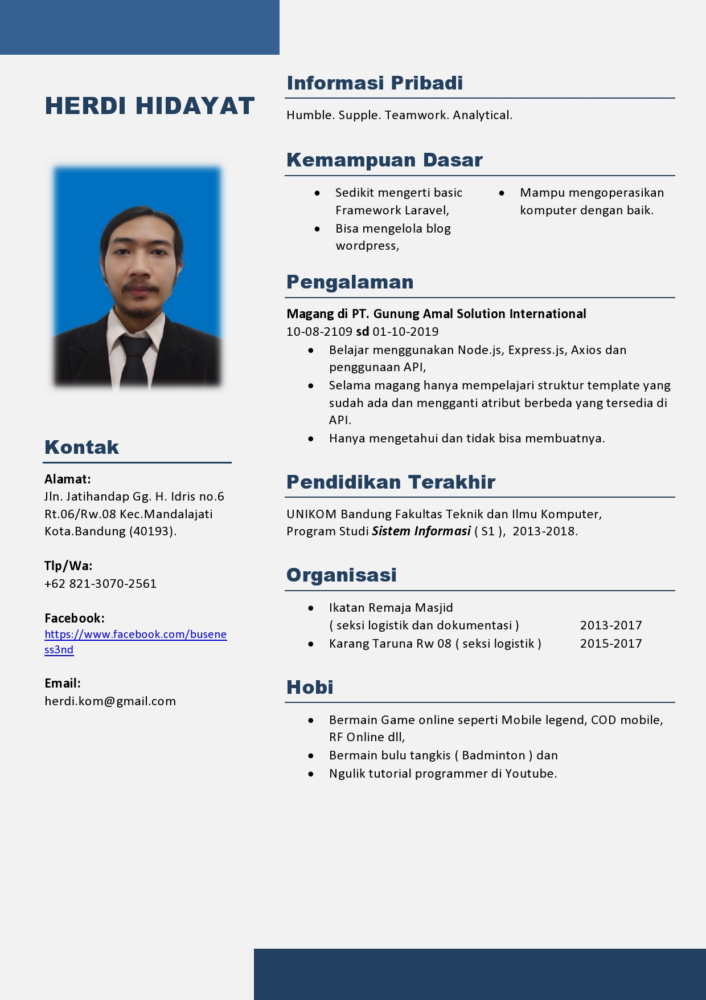 HERDI HIDAYAT
Kontak
Alamat:
Jln. Jatihandap Gg. H. Idris no.6
Rt.06/Rw.08 Kec.Mandalajati
Kota.Bandung (40193).
Tlp/Wa:
+62 821-3070-2561
Facebook:
https://www.facebook.com/busene
ss3nd
Email:
herdi.kom@gmail.com
Informasi Pribadi
Humble. Supple. Teamwork. Analytical.
Kemampuan Dasar
• Sedikit mengerti basic
Framework Laravel,
• Bisa mengelola blog
wordpress,
• Mampu mengoperasikan
komputer dengan baik.
Pengalaman
Magang di PT. Gunung Amal Solution International
10-08-2109 sd 01-10-2019
• Belajar menggunakan Node.js, Express.js, Axios dan
penggunaan API,
• Selama magang hanya mempelajari struktur template yang
sudah ada dan mengganti atribut berbeda yang tersedia di
API.
• Hanya mengetahui dan tidak bisa membuatnya.
Pendidikan Terakhir
UNIKOM Bandung Fakultas Teknik dan Ilmu Komputer,
Program Studi Sistem Informasi ( S1 ), 2013-2018.
Organisasi
• Ikatan Remaja Masjid
( seksi logistik dan dokumentasi ) 2013-2017
• Karang Taruna Rw 08 ( seksi logistik ) 2015-2017
Hobi
• Bermain Game online seperti Mobile legend, COD mobile,
RF Online dll,
• Bermain bulu tangkis ( Badminton ) dan
• Ngulik tutorial programmer di Youtube.